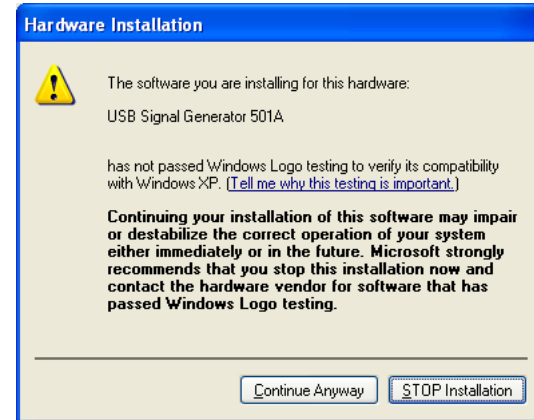 Hardware Installation
The software you are installing for this hardware:
USB Signal Generator 501A
has not passed Windows Logo testing to verify its compatibility
with Windows XP. (Tell me why this testing is important.)
Continuing your installation of this software may impair
or destabilize the correct operation of your system
either immediately or in the future. Microsoft strongly
recommends that you stop this installation now and
contact the hardware vendor for software that has
passed Windows Logo testing.
Continue Anyway
STOP Installation